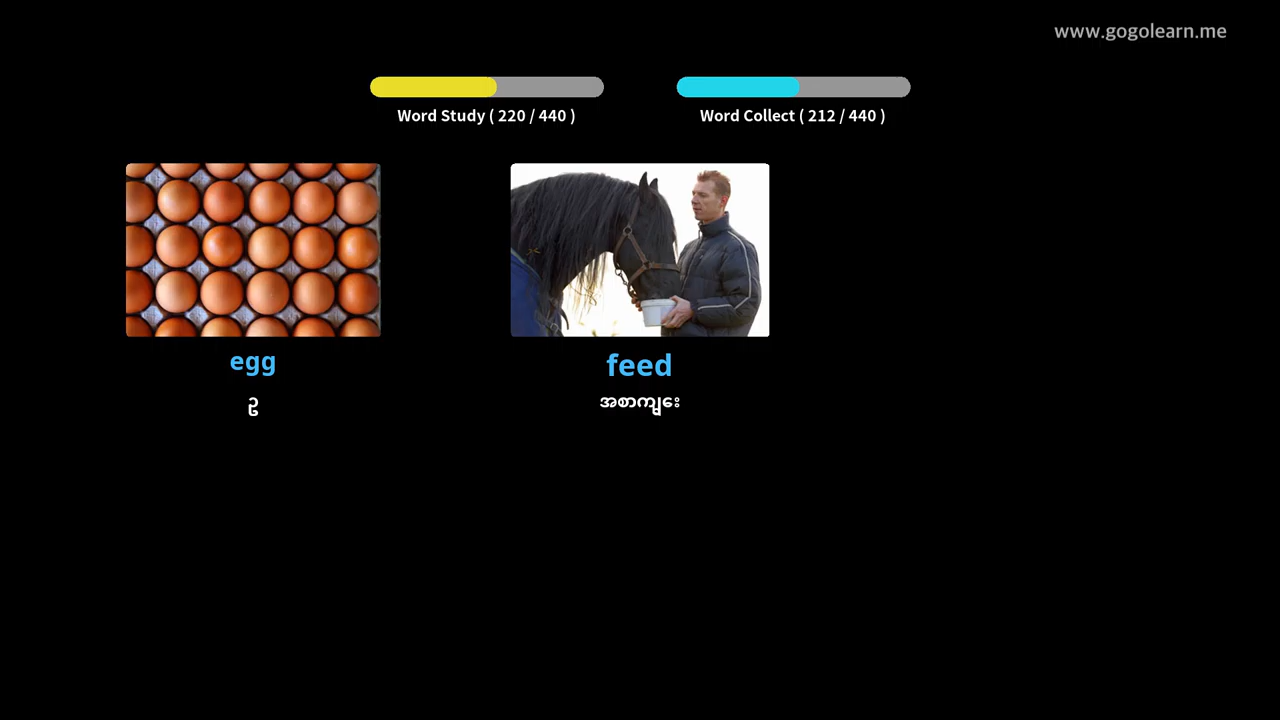 www.gogolearn.me
Word Study ( 220 / 440 )
Word Collect ( 212 / 440 )
egg
ဥ
feed
အစာကျွေး